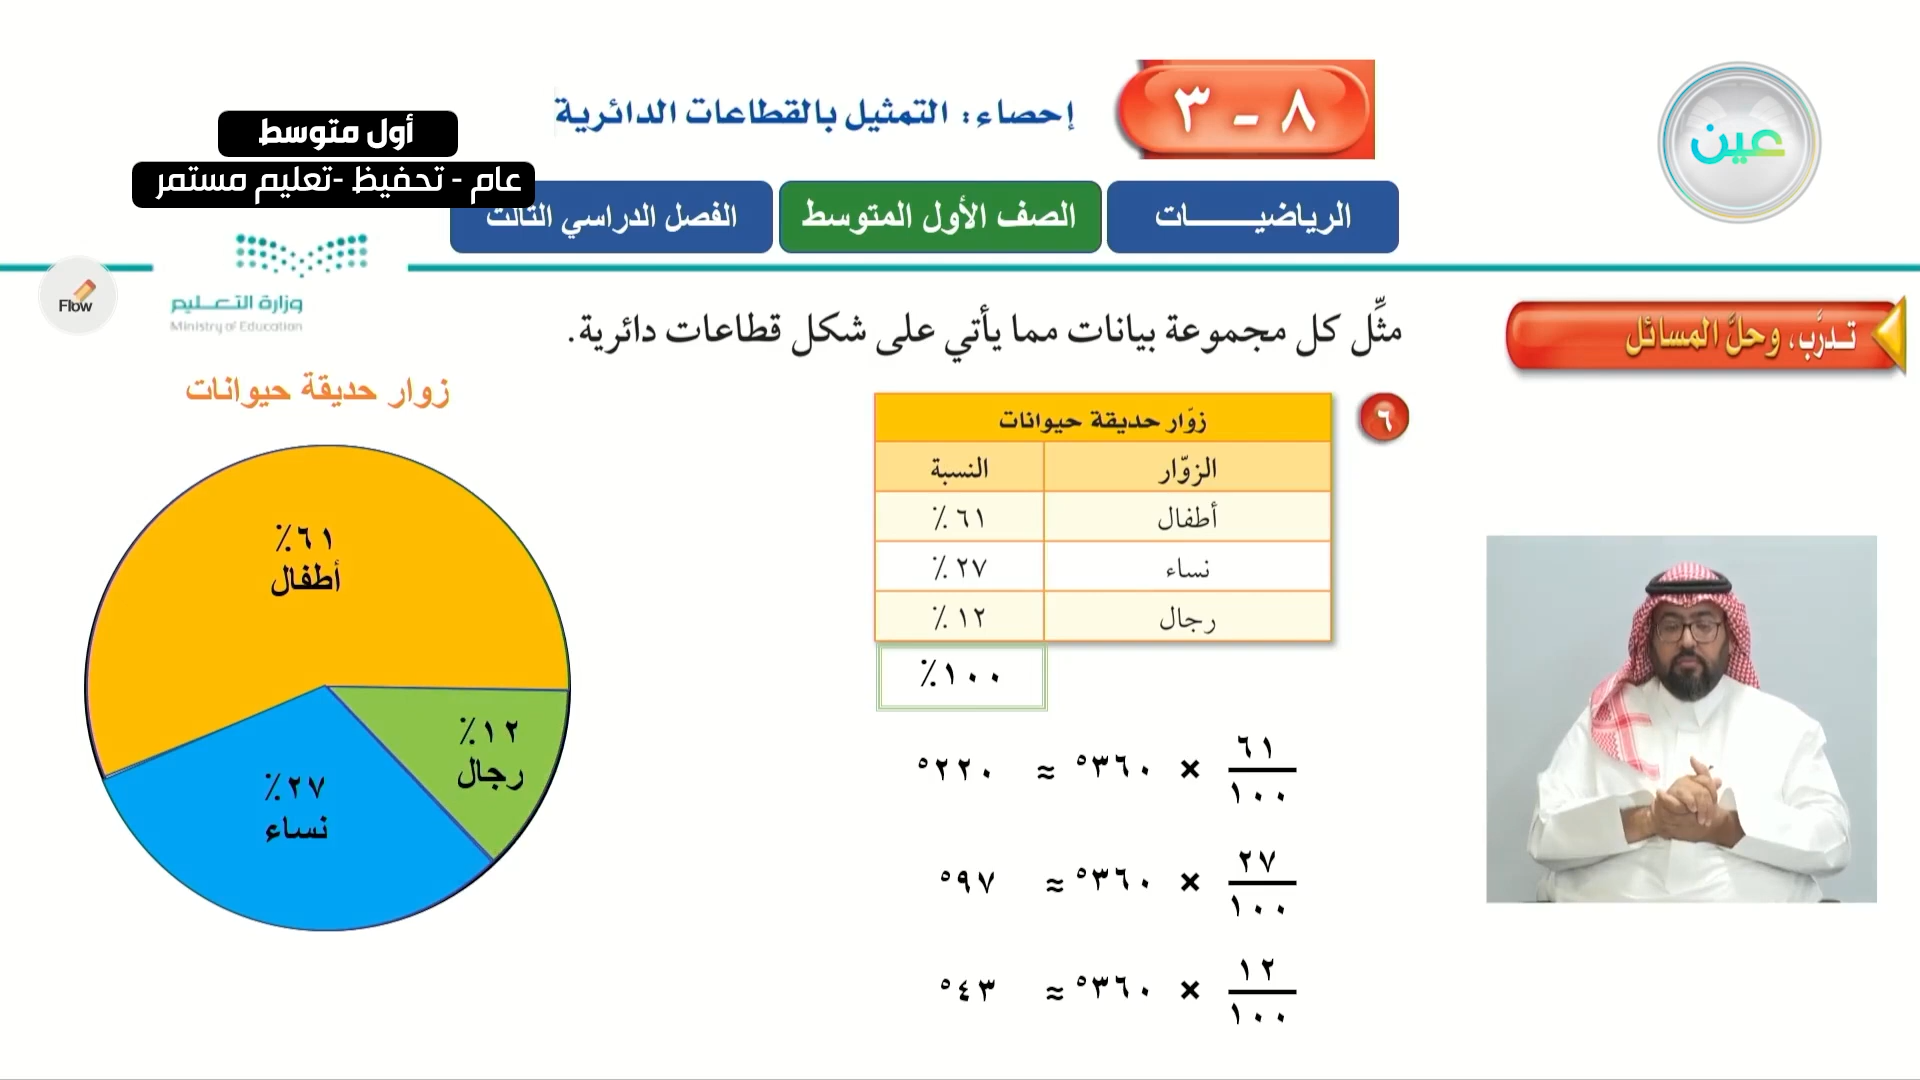 ٨ - ٣
إحصاء: التمثيل بالقطاعات الدائرية
عين
أول متوسط
عام - تحفيظ -تعليم مستمر
الرياضيـــــــــات
الصف الأول المتوسط
الفصل الدراسي الثالث
وزارة التعـــليم
Ministry of Education
Flow
تـدرَّب، وحلَّ المسائل
مثِّل كل مجموعة بيانات مما يأتي على شكل قطاعات دائرية.
٦
زوّار حديقة حيوانات
الزوّار النسبة
أطفال ٦١ ٪
نساء ٢٧ ٪
رجال ١٢ ٪
١٠٠٪
٦١/١٠٠ × ٣٦٠° ≈ ٢٢٠°
٢٧/١٠٠ × ٣٦٠° ≈ ٩٧°
١٢/١٠٠ × ٣٦٠° ≈ ٤٣°
زوار حديقة حيوانات
٦١٪
أطفال
١٢٪
رجال
٢٧٪
نساء